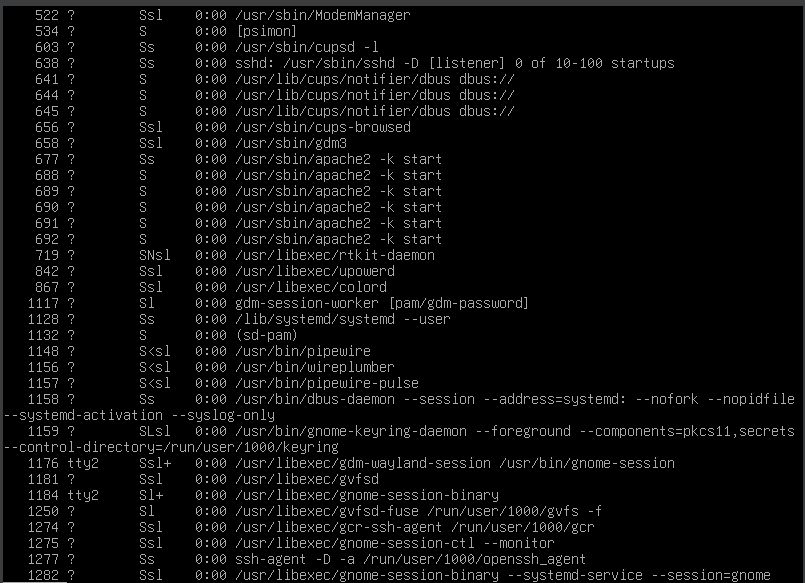 522 ?        Ssl    0:00 /usr/sbin/ModemManager
534 ?        S      0:00 [psimon]
603 ?        Ss     0:00 /usr/sbin/cupsd -l
638 ?        Ss     0:00 sshd: /usr/sbin/sshd -D [listener] 0 of 10-100 startups
641 ?        S      0:00 /usr/lib/cups/notifier/dbus dbus://
644 ?        S      0:00 /usr/lib/cups/notifier/dbus dbus://
645 ?        S      0:00 /usr/lib/cups/notifier/dbus dbus://
656 ?        Ssl    0:00 /usr/sbin/cups-browsed
658 ?        Ssl    0:00 /usr/sbin/gdm3
677 ?        Ss     0:00 /usr/sbin/apache2 -k start
688 ?        S      0:00 /usr/sbin/apache2 -k start
689 ?        S      0:00 /usr/sbin/apache2 -k start
690 ?        S      0:00 /usr/sbin/apache2 -k start
691 ?        S      0:00 /usr/sbin/apache2 -k start
692 ?        S      0:00 /usr/sbin/apache2 -k start
719 ?        SNsl   0:00 /usr/libexec/rtkit-daemon
842 ?        Ssl    0:00 /usr/libexec/upowerd
867 ?        Ssl    0:00 /usr/libexec/colord
1117 ?        Sl     0:00 gdm-session-worker [pam/gdm-password]
1128 ?        Ss     0:00 /lib/systemd/systemd --user
1132 ?        S      0:00 (sd-pam)
1148 ?        S<sl   0:00 /usr/bin/pipewire
1156 ?        S<sl   0:00 /usr/bin/wireplumber
1157 ?        S<sl   0:00 /usr/bin/pipewire-pulse
1158 ?        Ss     0:00 /usr/bin/dbus-daemon --session --address=systemd: --nofork --nopidfile
--systemd-activation --syslog-only
1159 ?        SLsl   0:00 /usr/bin/gnome-keyring-daemon --foreground --components=pkcs11,secrets
--control-directory=/run/user/1000/keyring
1176 tty2     Ssl+   0:00 /usr/libexec/gdm-wayland-session /usr/bin/gnome-session
1181 ?        Ssl    0:00 /usr/libexec/gvfsd
1184 tty2     Sl+    0:00 /usr/libexec/gnome-session-binary
1250 ?        Sl     0:00 /usr/libexec/gvfsd-fuse /run/user/1000/gvfs -f
1274 ?        Ssl    0:00 /usr/libexec/gcr-ssh-agent /run/user/1000/gcr
1275 ?        Ssl    0:00 /usr/libexec/gnome-session-ctl --monitor
1277 ?        Ss     0:00 ssh-agent -D -a /run/user/1000/openssh_agent
1282 ?        Ssl    0:00 /usr/libexec/gnome-session-binary --systemd-service --session=gnome